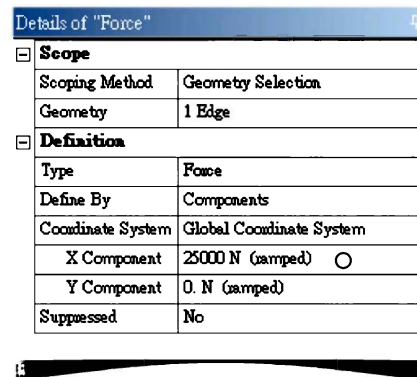 Details of "Force"
Scope
Scoping Method Geometry Selection
Geometry 1 Edge
Definition
Type Force
Define By Components
Coordinate System Global Coordinate System
X Component 25000 N (ramped)
Y Component 0. N (ramped)
Suppressed No